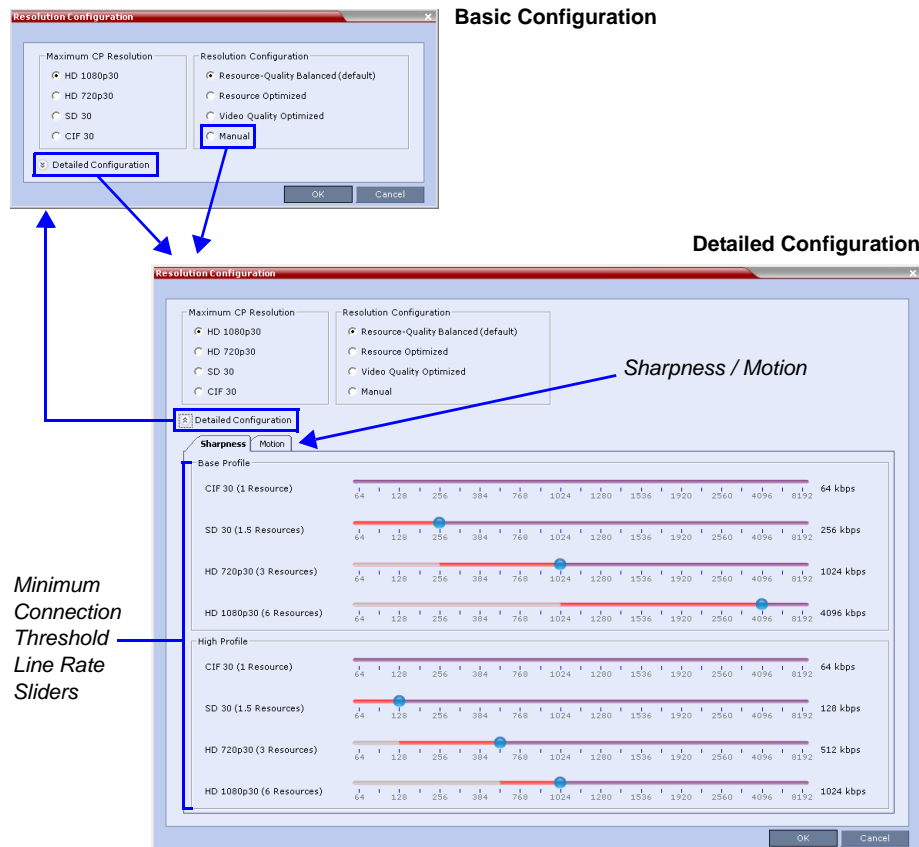 Basic Configuration
Resolution Configuration
Maximum CP Resolution
HD 1080p30
HD 720p30
SD 30
CIF 30
Resolution Configuration
Resource-Quality Balanced (default)
Resource Optimized
Video Quality Optimized
Manual
Detailed Configuration
OK Cancel
Detailed Configuration
Resolution Configuration
Maximum CP Resolution
HD 1080p30
HD 720p30
SD 30
CIF 30
Resolution Configuration
Resource-Quality Balanced (default)
Resource Optimized
Video Quality Optimized
Manual
Sharpness / Motion
Detailed Configuration
Sharpness Motion
Base Profile
CIF 30 (1 Resource) 64 kbps
64 128 256 384 768 1024 1280 1536 1920 2560 4096 8192
SD 30 (1.5 Resources) 256 kbps
64 128 256 384 768 1024 1280 1536 1920 2560 4096 8192
HD 720p30 (3 Resources) 1024 kbps
64 128 256 384 768 1024 1280 1536 1920 2560 4096 8192
HD 1080p30 (6 Resources) 4096 kbps
64 128 256 384 768 1024 1280 1536 1920 2560 4096 8192
Minimum
Connection
Threshold
Line Rate
Sliders
High Profile
CIF 30 (1 Resource) 64 kbps
64 128 256 384 768 1024 1280 1536 1920 2560 4096 8192
SD 30 (1.5 Resources) 128 kbps
64 128 256 384 768 1024 1280 1536 1920 2560 4096 8192
HD 720p30 (3 Resources) 512 kbps
64 128 256 384 768 1024 1280 1536 1920 2560 4096 8192
HD 1080p30 (6 Resources) 1024 kbps
64 128 256 384 768 1024 1280 1536 1920 2560 4096 8192
OK Cancel